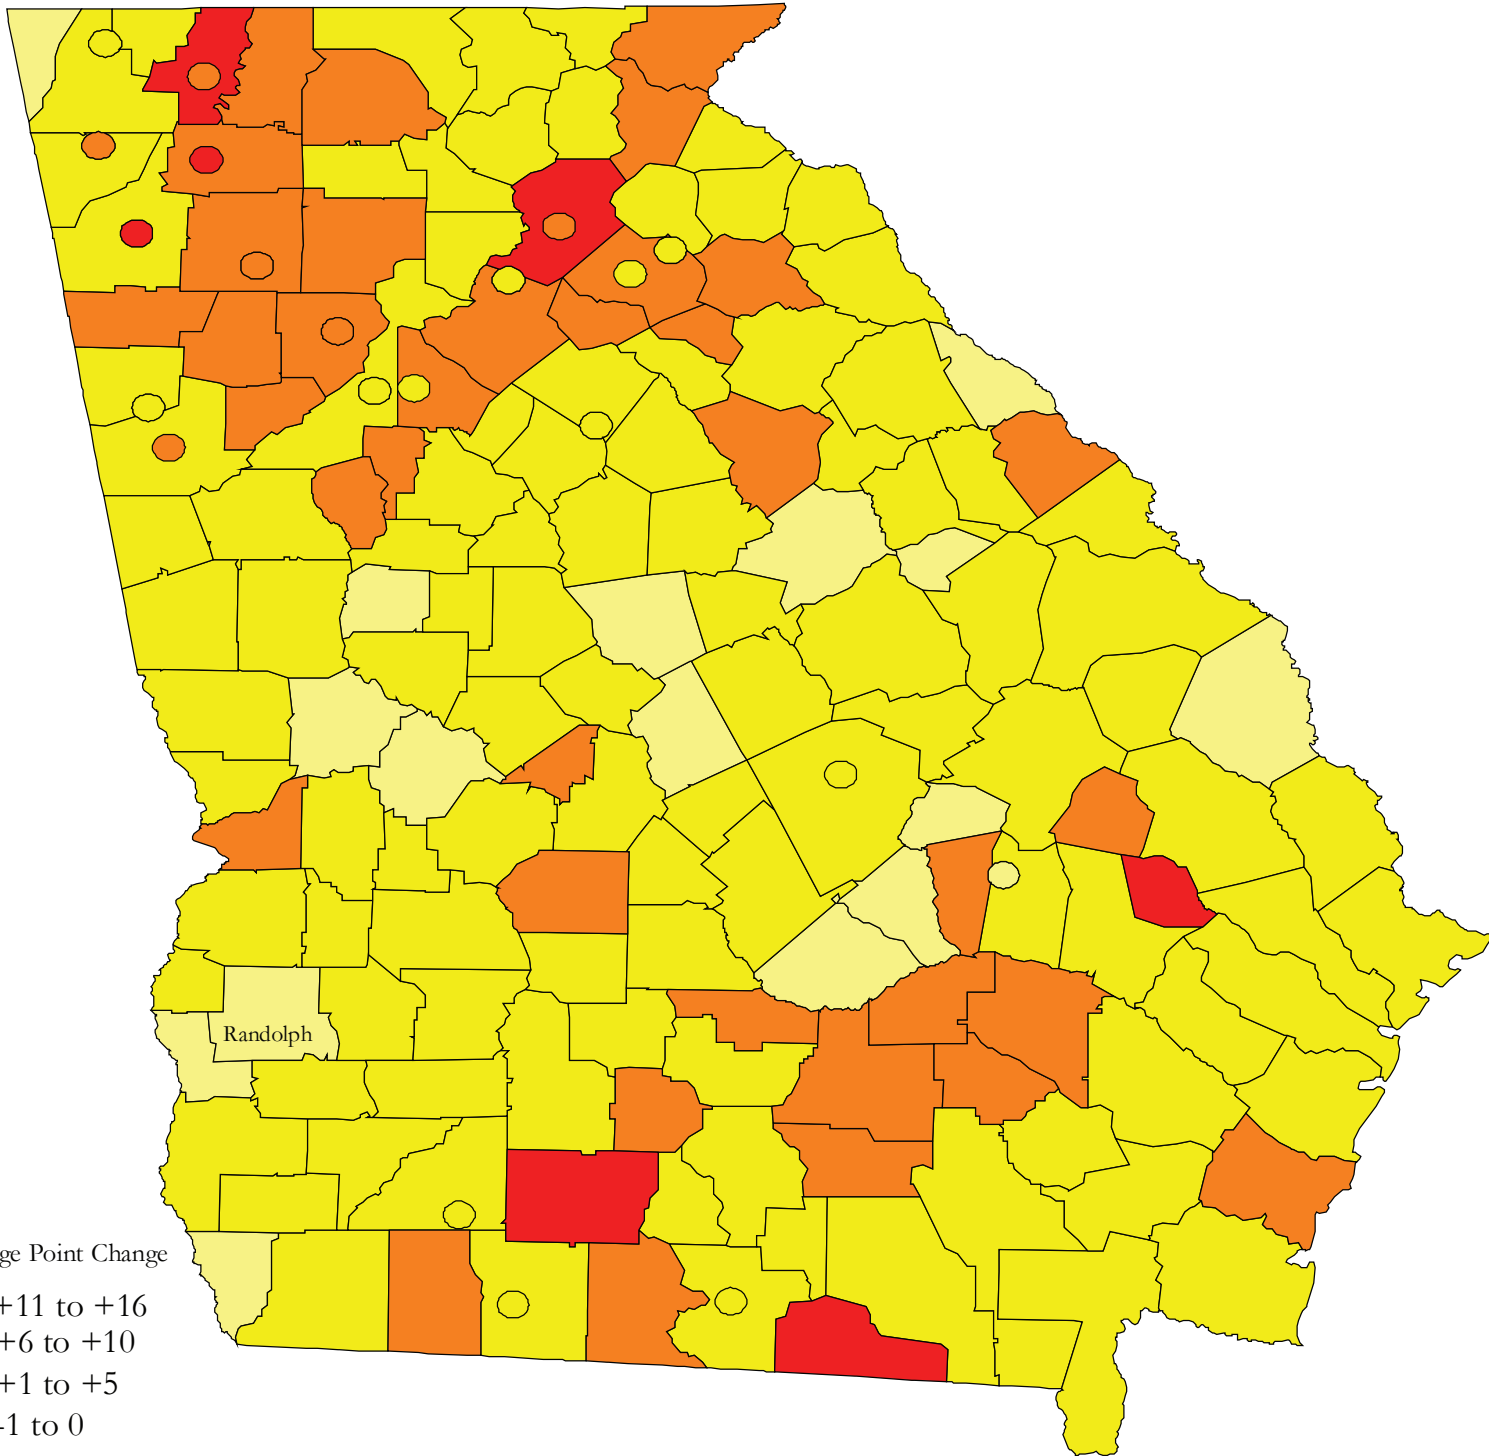 Randolph
ge Point Change
+11 to +16
+6 to +10
+1 to +5
-1 to 0